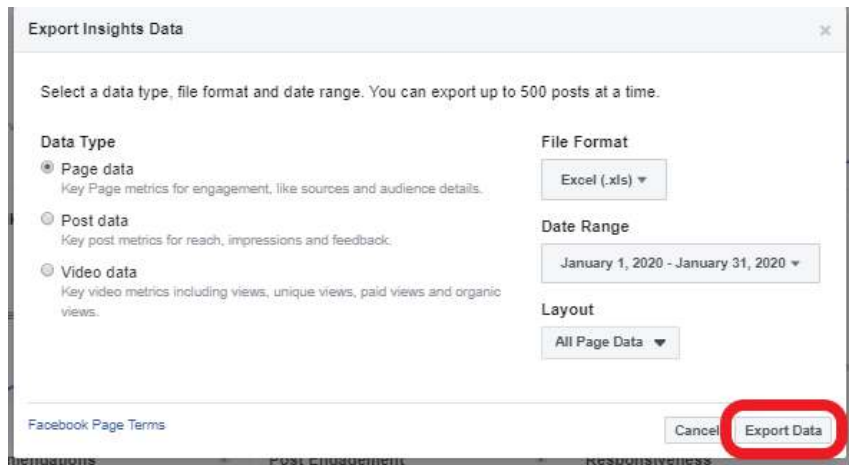 Export Insights Data
×
Select a data type, file format and date range. You can export up to 500 posts at a time.
Data Type
Page data
Key Page metrics for engagement, like sources and audience details.
Post data
Key post metrics for reach, impressions and feedback.
Video data
Key video metrics including views, unique views, paid views and organic
views.
File Format
Excel (.xls)
Date Range
January 1, 2020 - January 31, 2020
Layout
All Page Data
Facebook Page Terms
Cancel
Export Data
Post Engagement
Responsiveness